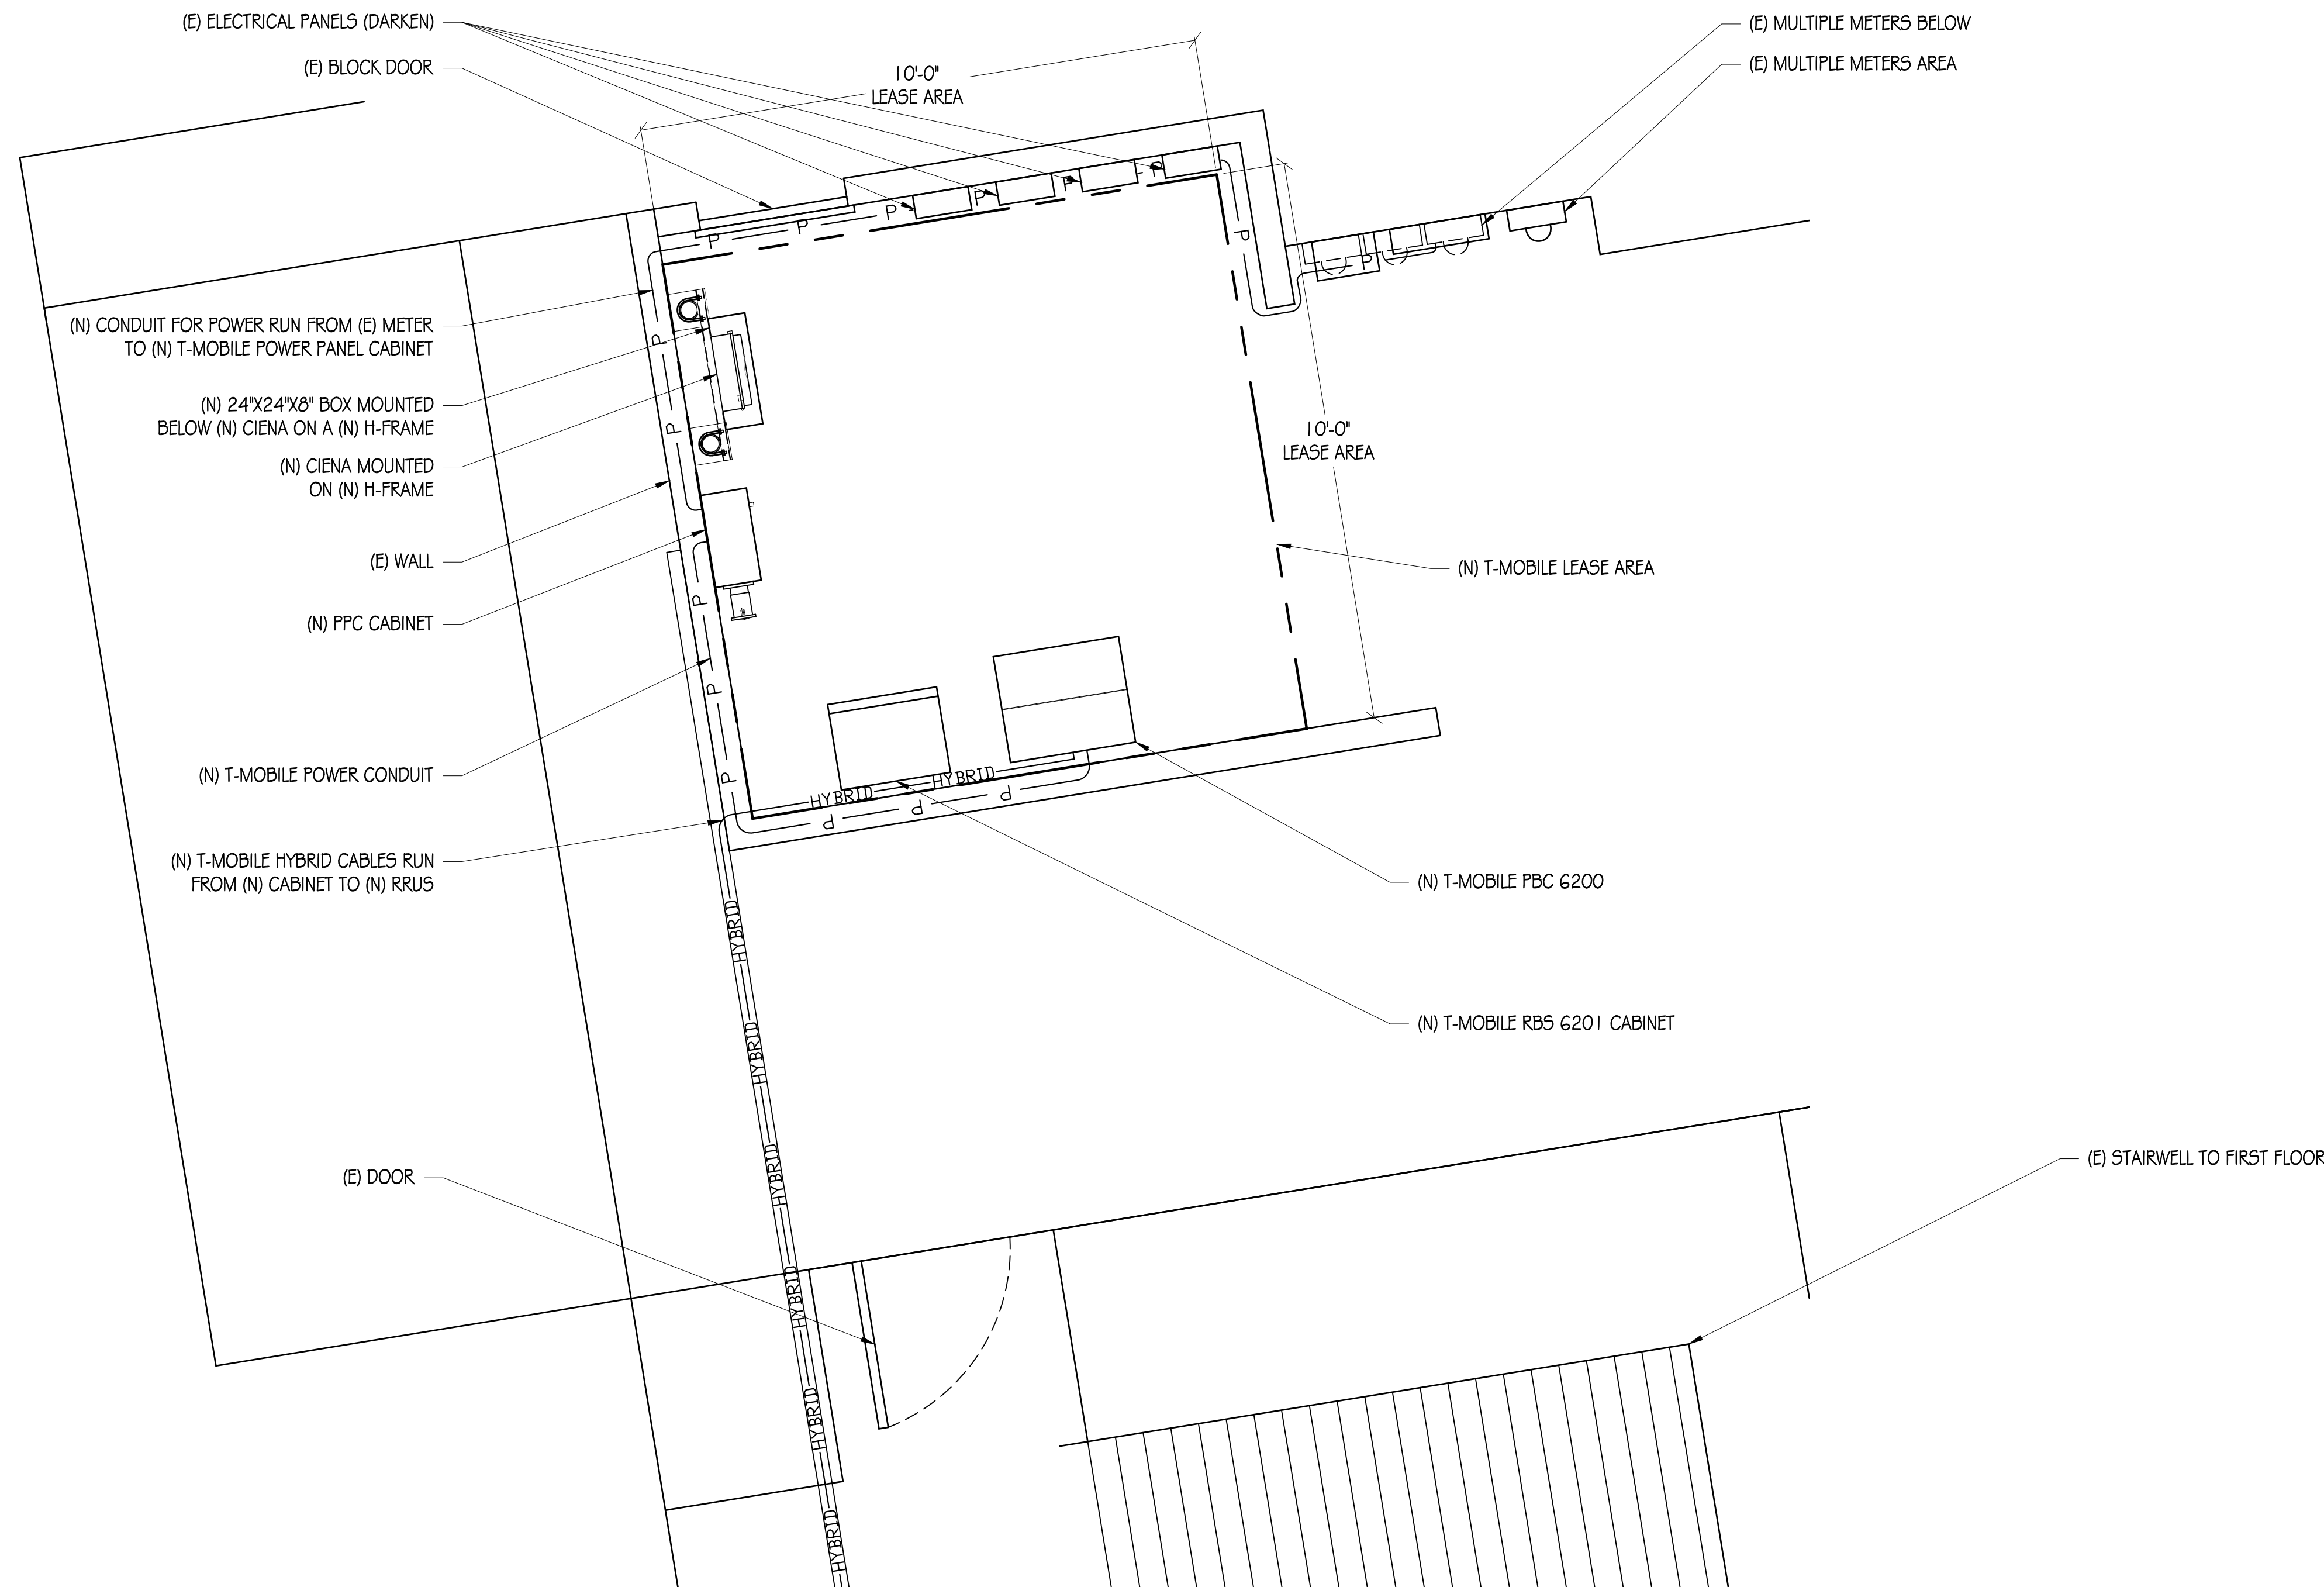 (E) ELECTRICAL PANELS (DARKEN)
(E) BLOCK DOOR
10'-0"
LEASE AREA
(E) MULTIPLE METERS BELOW
(E) MULTIPLE METERS AREA
P
P
P
P
P
P
P
P
P
P
(N) CONDUIT FOR POWER RUN FROM (E) METER
TO (N) T-MOBILE POWER PANEL CABINET
(N) 24"X24"X8" BOX MOUNTED
BELOW (N) CIENA ON A (N) H-FRAME
(N) CIENA MOUNTED
ON (N) H-FRAME
(E) WALL
(N) PPC CABINET
10'-0"
LEASE AREA
(N) T-MOBILE LEASE AREA
P
P
P
(N) T-MOBILE POWER CONDUIT
HYBRID
HYBRID
P
P
P
(N) T-MOBILE HYBRID CABLES RUN
FROM (N) CABINET TO (N) RRUS
(N) T-MOBILE PBC 6200
(N) T-MOBILE RBS 6201 CABINET
HYBRID
HYBRID
HYBRID
HYBRID
HYBRID
HYBRID
(E) DOOR
(E) STAIRWELL TO FIRST FLOOR